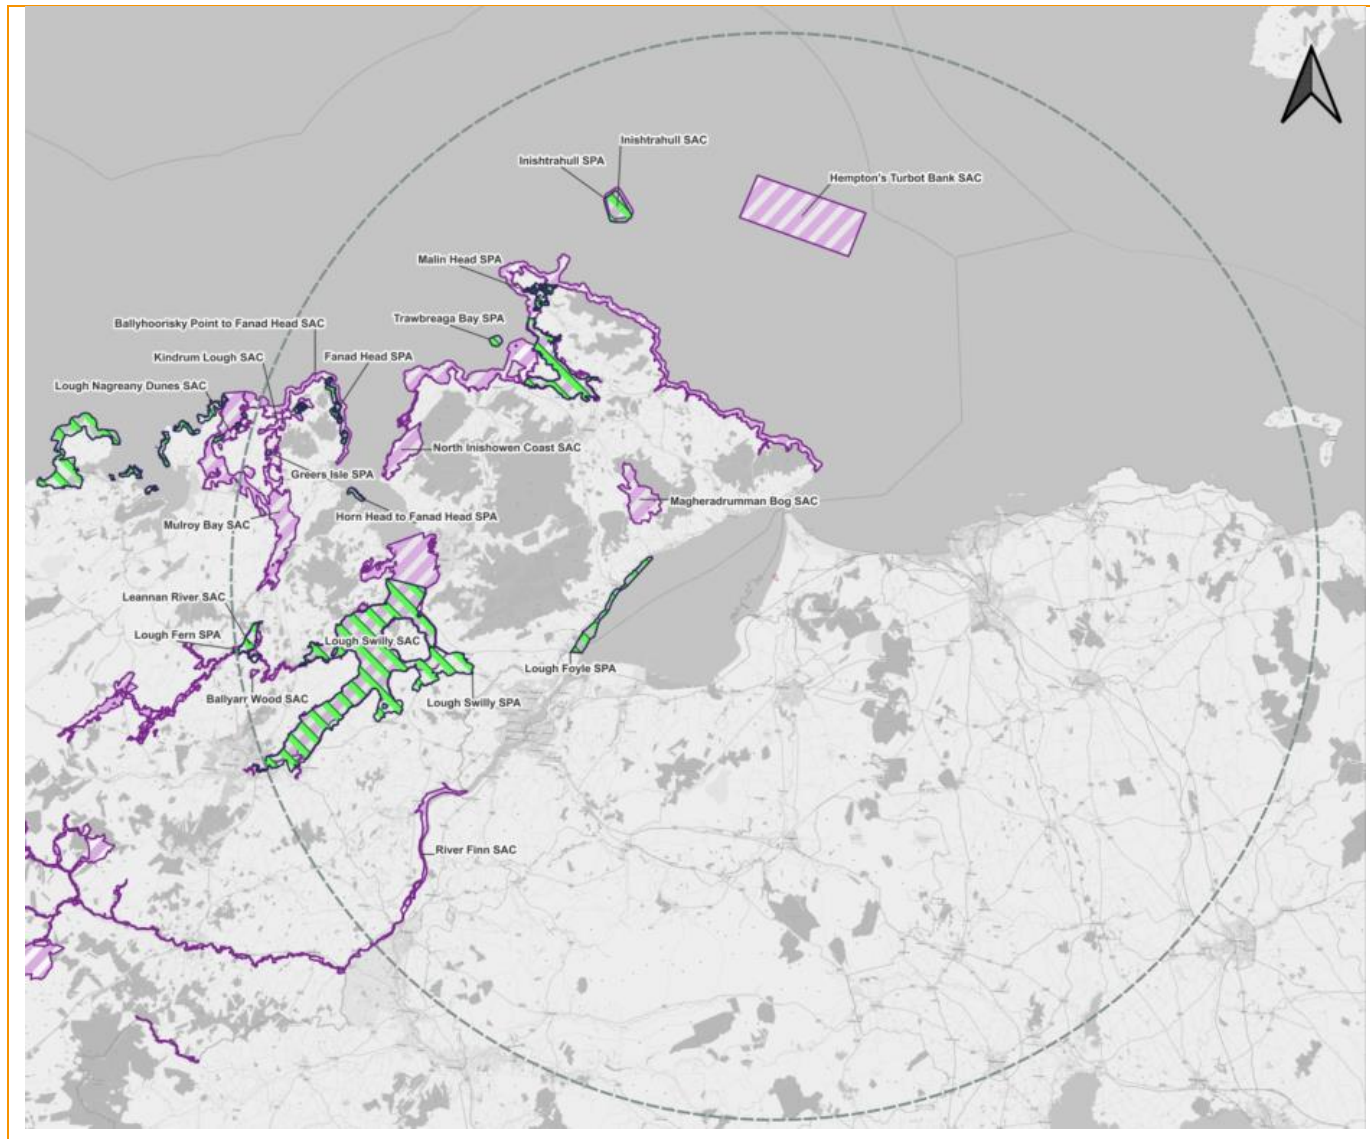 N
Inishtrahull SAC
Inishtrahull SPA
Hempton's Turbot Bank SAC
Malin Head SPA
Trawbreaga Bay SPA
Ballyhoorisky Point to Fanad Head SAC
Kindrum Lough SAC
Fanad Head SPA
Lough Nagreany Dunes SAC
North Inishowen Coast SAC
Greers Isle SPA
Magheradrumman Bog SAC
Horn Head to Fanad Head SPA
Mulroy Bay SAC
Leannan River SAC
Lough Fern SPA
Lough Swilly SAC
Lough Foyle SPA
Ballyarr Wood SAC
Lough Swilly SPA
River Finn SAC